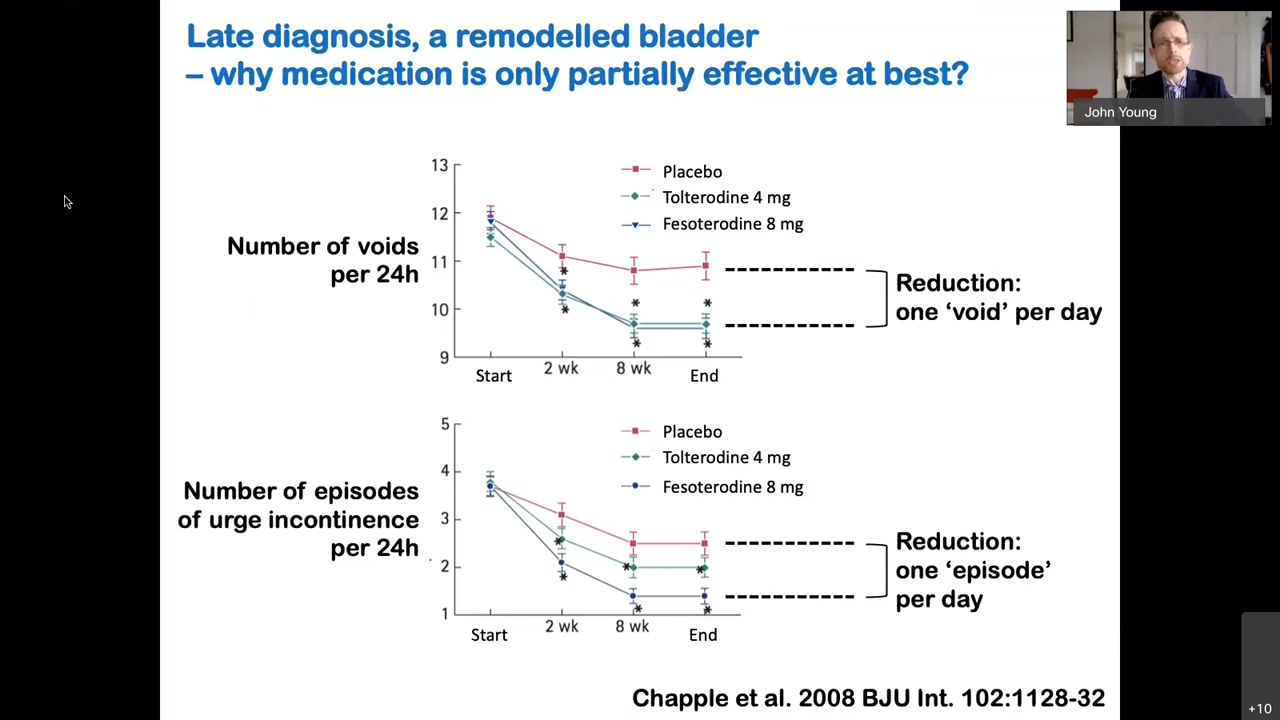 Late diagnosis, a remodelled bladder
– why medication is only partially effective at best?
John Young
13
12
11
10
9
Placebo
Tolterodine 4 mg
Fesoterodine 8 mg
Number of voids
per 24h
Start
2 wk
8 wk
End
Reduction:
one ‘void’ per day
5
4
3
2
1
Placebo
Tolterodine 4 mg
Fesoterodine 8 mg
Number of episodes
of urge incontinence
per 24h
Start
2 wk
8 wk
End
Reduction:
one ‘episode’
per day
Chapple et al. 2008 BJU Int. 102:1128-32
+10